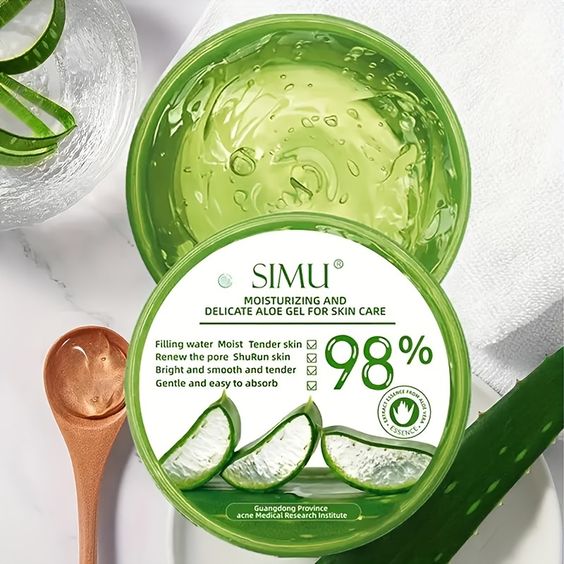 SIMU®
MOISTURIZING AND
DELICATE ALOE GEL FOR SKIN CARE
Filling water Moist Tender skin ☑
Renew the pore ShuRun skin ☑
Bright and smooth and tender ☑
Gentle and easy to absorb ☑
98%
EXTRACT ESSENCE FROM ALOE VERA
ESSENCE
Guangdong Province
acne Medical Research Institute